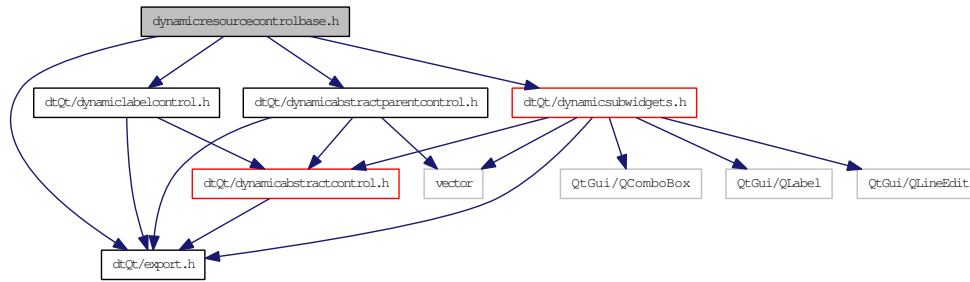 dynamicresourcecontrolbase.h
dtQt/dynamiclabelcontrol.h
dtQt/dynamicabstractparentcontrol.h
dtQt/dynamicsubwidgets.h
dtQt/dynamicabstractcontrol.h
vector
QtGui/QComboBox
QtGui/QLabel
QtGui/QLineEdit
dtQt/export.h